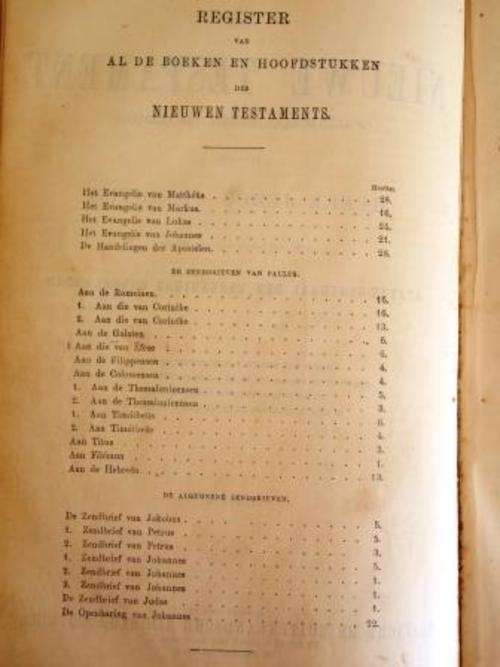 REGISTER
VAN
AL DE BOEKEN EN HOOFDSTUKKEN
DES
NIEUWEN TESTAMENTS.
Hoofdst.
Het Evangelie van Matthéüs 28.
Het Evangelie van Markus. 16.
Het Evangelie van Lukas 24.
Het Evangelie van Johannes 21.
De Handelingen der Apostelen. 28.
DE ZENDBRIEVEN VAN PAULUS.
Aan de Romeinen. 16.
1. Aan die van Corinthe 16.
2. Aan die van Corinthe 13.
Aan de Galaten 6.
Aan die van Efeze 6.
Aan de Filippensen 4.
Aan de Colossensen 4.
1. Aan de Thessalonicensen 5.
2. Aan de Thessalonicensen 3.
1. Aan Timótheüs 6.
2. Aan Timótheüs 4.
Aan Titus 3.
Aan Filémon 1.
Aan de Hebreën 13.
DE ALGEMEENE ZENDBRIEVEN.
De Zendbrief van Jakobus 5.
1. Zendbrief van Petrus 5.
2. Zendbrief van Petrus 3.
1. Zendbrief van Johannes 5.
2. Zendbrief van Johannes 1.
3. Zendbrief van Johannes 1.
De Zendbrief van Judas 1.
De Openbaring van Johannes 22.